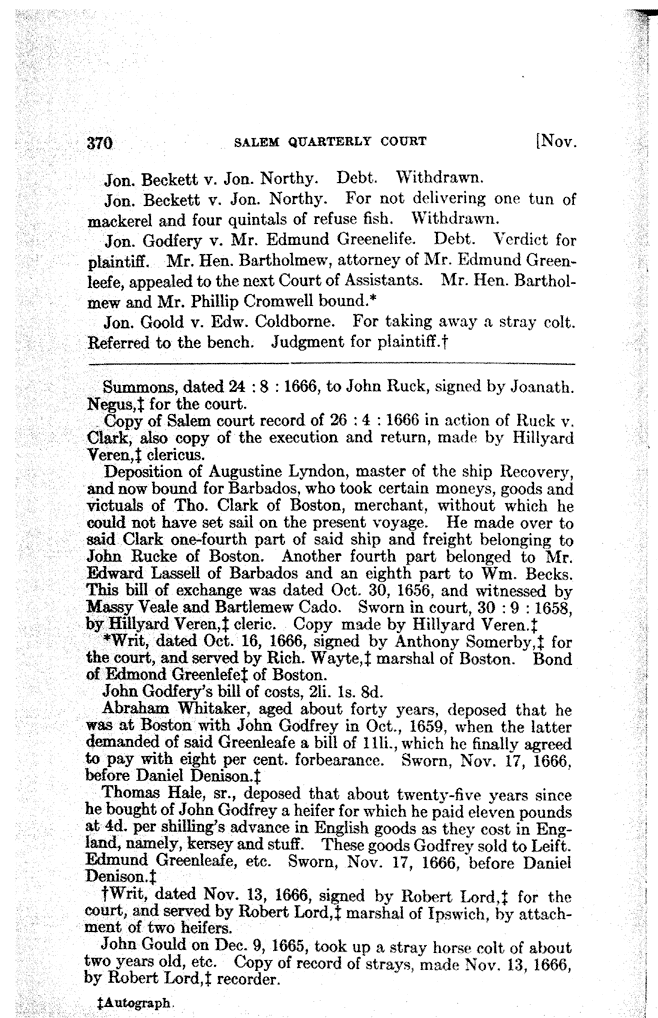 370 SALEM QUARTERLY COURT [Nov.
Jon. Beckett v. Jon. Northy. Debt. Withdrawn.
Jon. Beckett v. Jon. Northy. For not delivering one tun of
mackerel and four quintals of refuse fish. Withdrawn.
Jon. Godfery v. Mr. Edmund Greenelife. Debt. Verdict for
plaintiff. Mr. Hen. Bartholmew, attorney of Mr. Edmund Green-
leefe, appealed to the next Court of Assistants. Mr. Hen. Barthol-
mew and Mr. Phillip Cromwell bound.*
Jon. Goold v. Edw. Coldborne. For taking away a stray colt.
Referred to the bench. Judgment for plaintiff.†
Summons, dated 24 : 8 : 1666, to John Ruck, signed by Joanath.
Negus,‡ for the court.
Copy of Salem court record of 26 : 4 : 1666 in action of Ruck v.
Clark, also copy of the execution and return, made by Hillyard
Veren,‡ clericus.
Deposition of Augustine Lyndon, master of the ship Recovery,
and now bound for Barbados, who took certain moneys, goods and
victuals of Tho. Clark of Boston, merchant, without which he
could not have set sail on the present voyage. He made over to
said Clark one-fourth part of said ship and freight belonging to
John Rucke of Boston. Another fourth part belonged to Mr.
Edward Lassell of Barbados and an eighth part to Wm. Becks.
This bill of exchange was dated Oct. 30, 1656, and witnessed by
Massy Veale and Bartlemew Cado. Sworn in court, 30 : 9 : 1658,
by Hillyard Veren,‡ cleric. Copy made by Hillyard Veren.‡
*Writ, dated Oct. 16, 1666, signed by Anthony Somerby,‡ for
the court, and served by Rich. Wayte,‡ marshal of Boston. Bond
of Edmond Greenlefe‡ of Boston.
John Godfery's bill of costs, 2li. 1s. 8d.
Abraham Whitaker, aged about forty years, deposed that he
was at Boston with John Godfrey in Oct., 1659, when the latter
demanded of said Greenleafe a bill of 11li., which he finally agreed
to pay with eight per cent. forbearance. Sworn, Nov. 17, 1666,
before Daniel Denison.‡
Thomas Hale, sr., deposed that about twenty-five years since
he bought of John Godfrey a heifer for which he paid eleven pounds
at 4d. per shilling's advance in English goods as they cost in Eng-
land, namely, kersey and stuff. These goods Godfrey sold to Leift.
Edmund Greenleafe, etc. Sworn, Nov. 17, 1666, before Daniel
Denison.‡
†Writ, dated Nov. 13, 1666, signed by Robert Lord,‡ for the
court, and served by Robert Lord,‡ marshal of Ipswich, by attach-
ment of two heifers.
John Gould on Dec. 9, 1665, took up a stray horse colt of about
two years old, etc. Copy of record of strays, made Nov. 13, 1666,
by Robert Lord,‡ recorder.
‡Autograph.